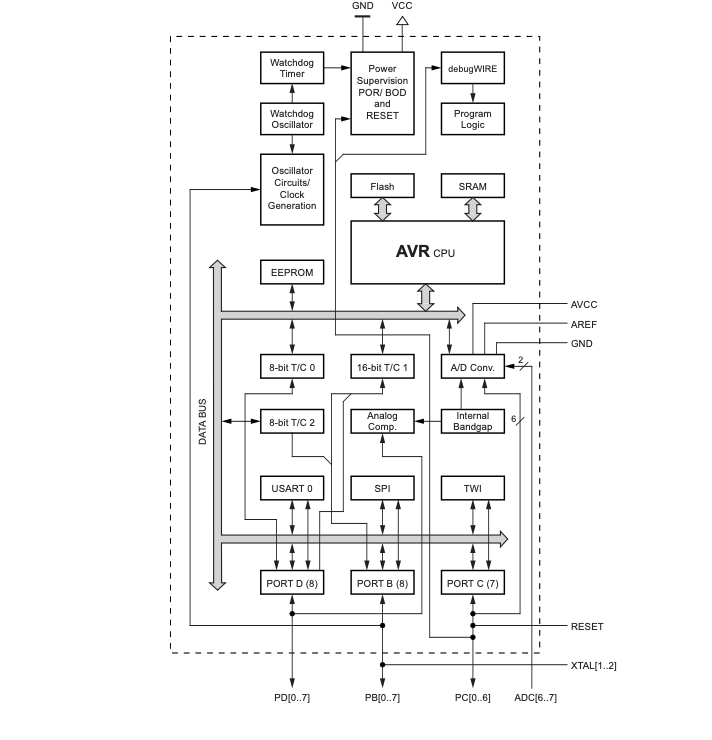 GND VCC
Watchdog
Timer
Power
Supervision
POR/ BOD
and
RESET
debugWIRE
Watchdog
Oscillator
Program
Logic
Oscillator
Circuits/
Clock
Generation
Flash
SRAM
AVR CPU
EEPROM
AVCC
AREF
GND
8-bit T/C 0
16-bit T/C 1
A/D Conv.
2
DATA BUS
8-bit T/C 2
Analog
Comp.
Internal
Bandgap
6
USART 0
SPI
TWI
PORT D (8)
PORT B (8)
PORT C (7)
RESET
XTAL[1..2]
PD[0..7]
PB[0..7]
PC[0..6]
ADC[6..7]